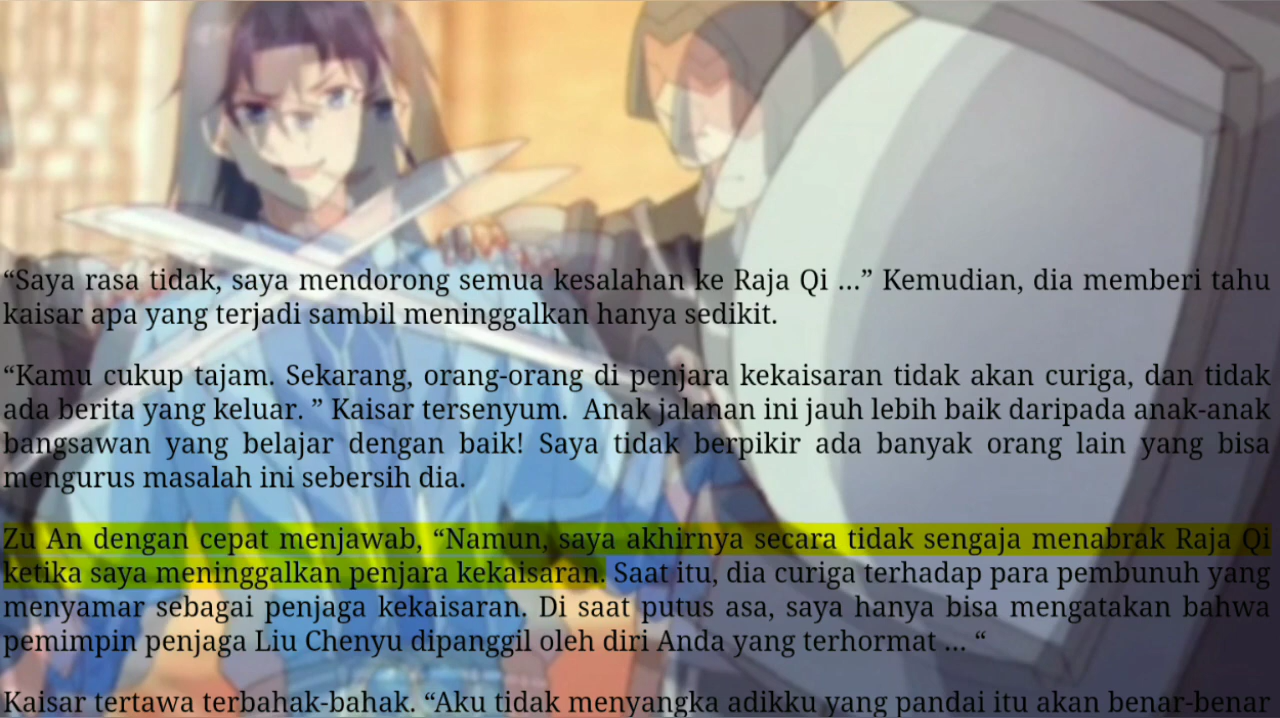 “Saya rasa tidak, saya mendorong semua kesalahan ke Raja Qi ...” Kemudian, dia memberi tahu
kaisar apa yang terjadi sambil meninggalkan hanya sedikit.
“Kamu cukup tajam. Sekarang, orang-orang di penjara kekaisaran tidak akan curiga, dan tidak
ada berita yang keluar. ” Kaisar tersenyum.  Anak jalanan ini jauh lebih baik daripada anak-anak
bangsawan yang belajar dengan baik! Saya tidak berpikir ada banyak orang lain yang bisa
mengurus masalah ini sebersih dia.
Zu An dengan cepat menjawab, “Namun, saya akhirnya secara tidak sengaja menabrak Raja Qi
ketika saya meninggalkan penjara kekaisaran. Saat itu, dia curiga terhadap para pembunuh yang
menyamar sebagai penjaga kekaisaran. Di saat putus asa, saya hanya bisa mengatakan bahwa
pemimpin penjaga Liu Chenyu dipanggil oleh diri Anda yang terhormat ... “
Kaisar tertawa terbahak-bahak. “Aku tidak menyangka adikku yang pandai itu akan benar-benar